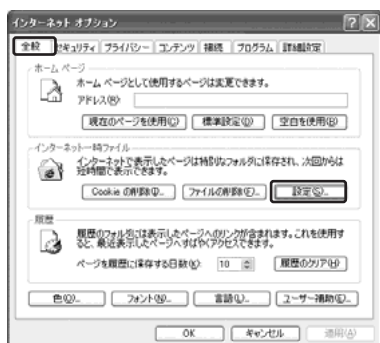 インターネット オプション
全般 セキュリティ プライバシー コンテンツ 接続 プログラム 詳細設定
ホーム ページ
ホーム ページとして使用するページは変更できます。
アドレス(R):
現在のページを使用(C) 標準設定(D) 空白を使用(B)
インターネット一時ファイル
インターネットで表示したページは特別なフォルダに保存され、次回からは
短時間で表示できます。
Cookie の削除(I)... ファイルの削除(F)... 設定(S)...
履歴
履歴のフォルダには表示したページへのリンクが含まれます。これを使用す
ると、最近表示したページへすばやくアクセスできます。
ページを履歴に保存する日数(K): 10 履歴のクリア(H)
色(O)... フォント(N)... 言語(L)... ユーザー補助(E)...
OK キャンセル 適用(A)